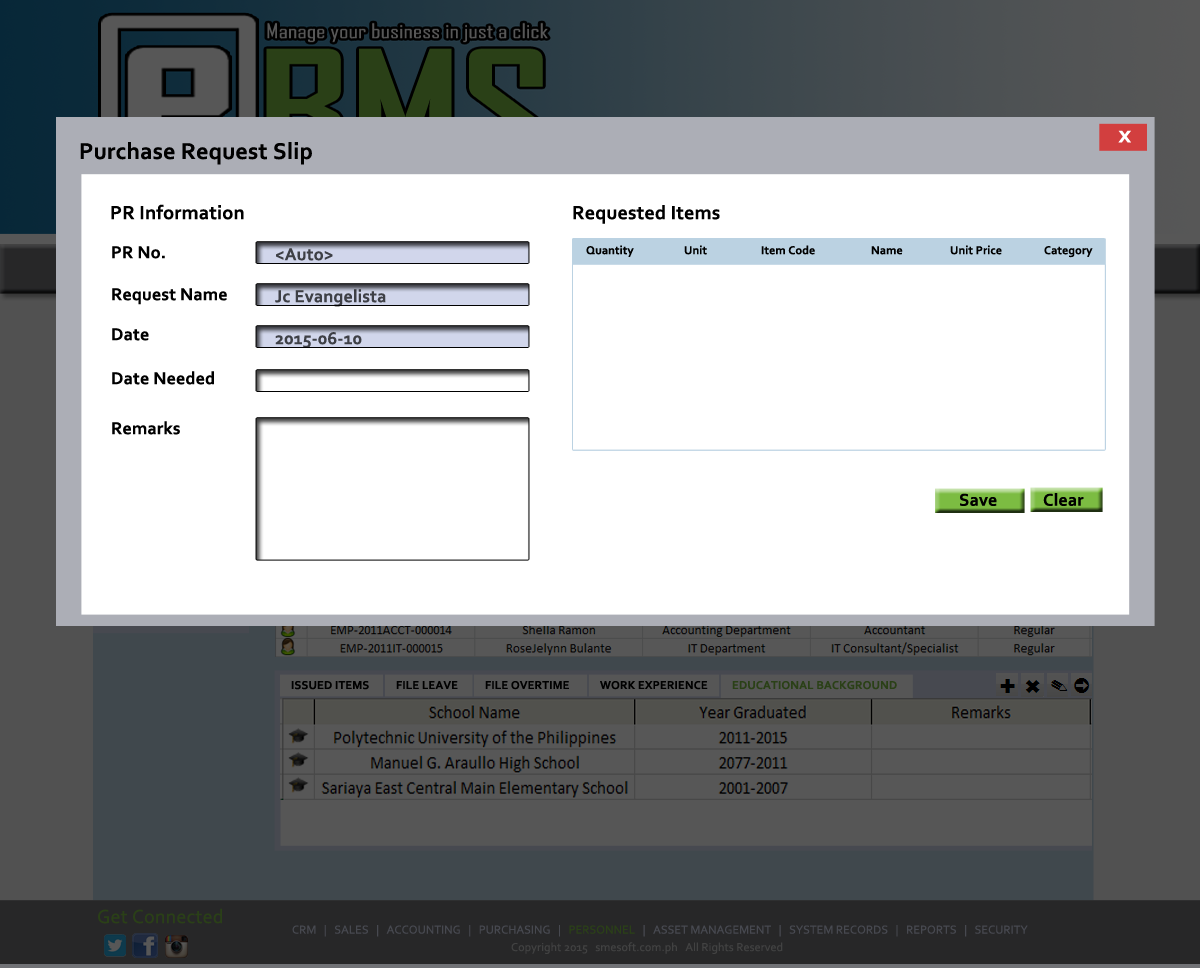 Manage your business in just a click
eBMS
Purchase Request Slip
X
PR Information
PR No.
<Auto>
Request Name
Jc Evangelista
Date
2015-06-10
Date Needed
Remarks
Requested Items
Quantity Unit Item Code Name Unit Price Category
Save Clear
EMP-2011ACCT-000014 Shella Ramon Accounting Department Accountant Regular
EMP-2011IT-000015 RoseJelynn Bulante IT Department IT Consultant/Specialist Regular
ISSUED ITEMS FILE LEAVE FILE OVERTIME WORK EXPERIENCE EDUCATIONAL BACKGROUND
School Name Year Graduated Remarks
Polytechnic University of the Philippines 2011-2015
Manuel G. Araullo High School 2077-2011
Sariaya East Central Main Elementary School 2001-2007
Get Connected
CRM | SALES | ACCOUNTING | PURCHASING | PERSONNEL | ASSET MANAGEMENT | SYSTEM RECORDS | REPORTS | SECURITY
Copyright 2015 smesoft.com.ph All Rights Reserved